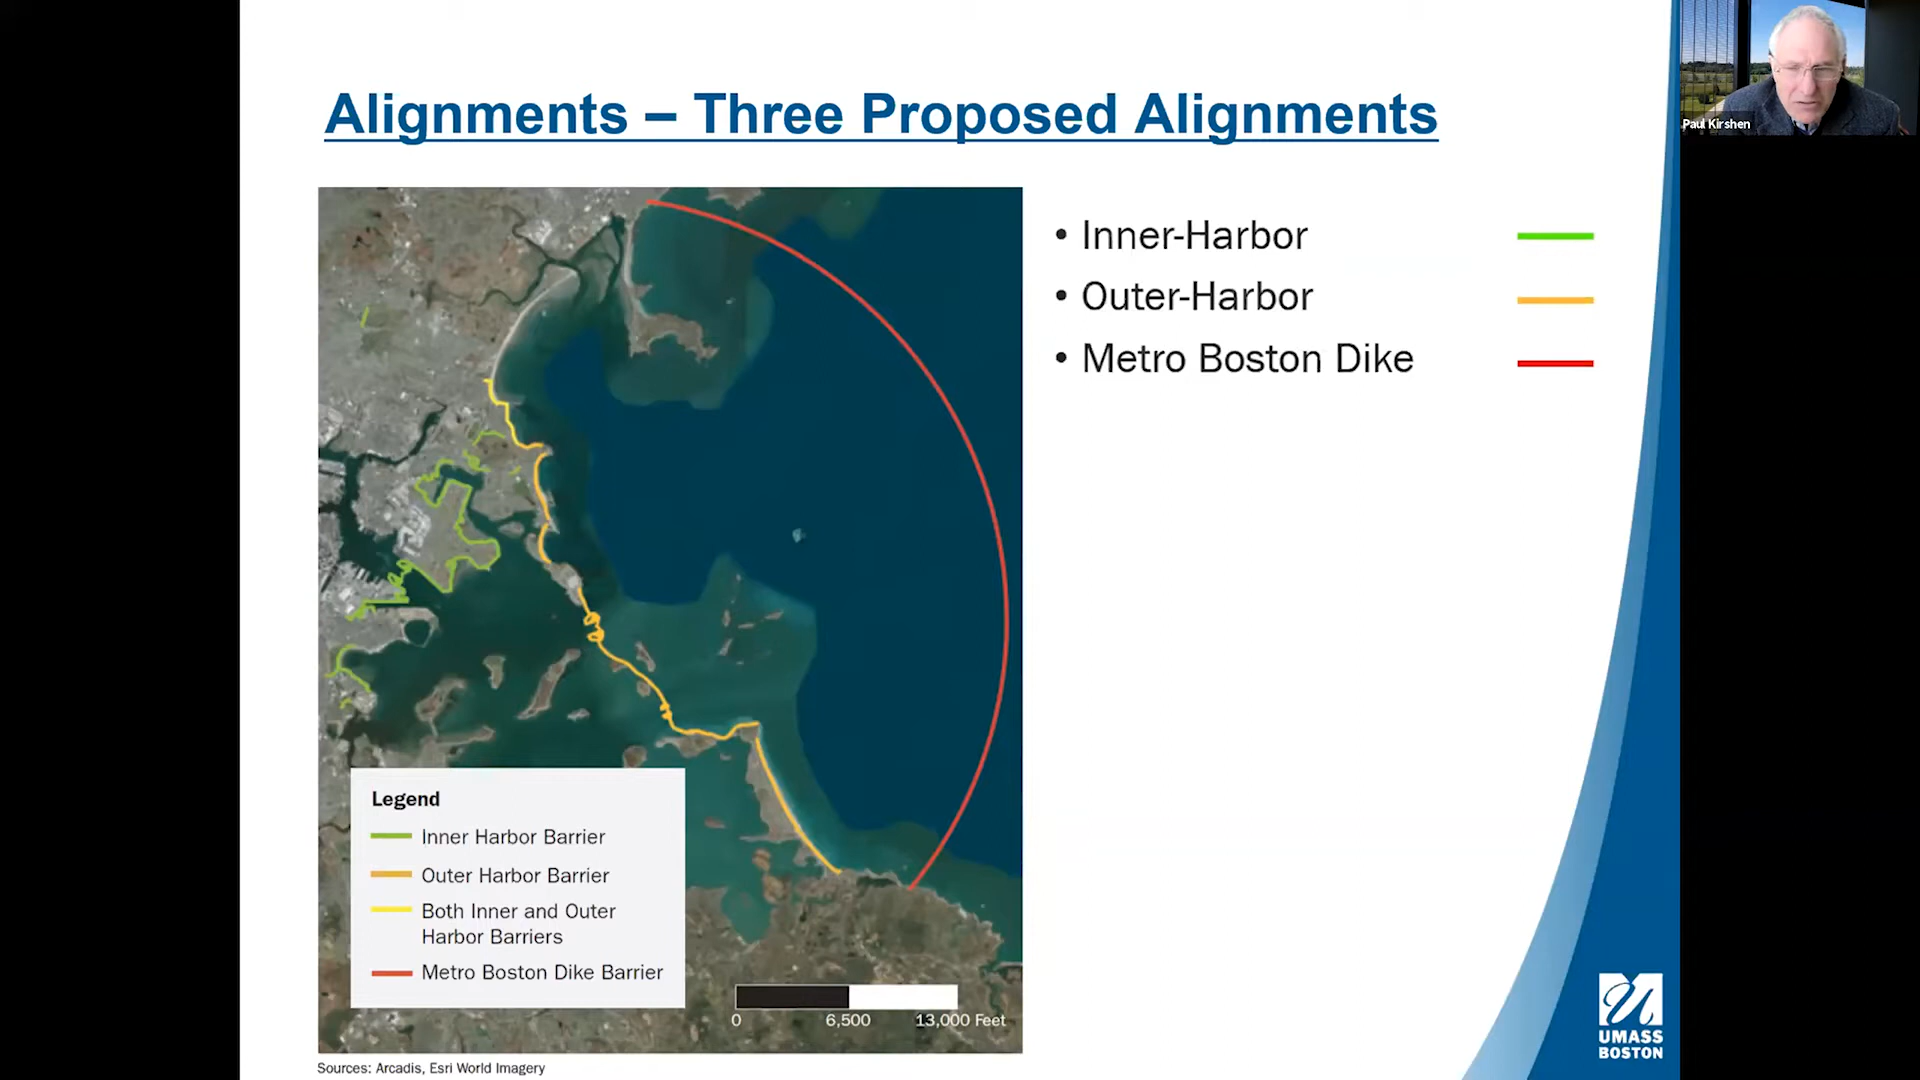 Alignments – Three Proposed Alignments
Paul Kirshen
• Inner-Harbor
• Outer-Harbor
• Metro Boston Dike
Legend
Inner Harbor Barrier
Outer Harbor Barrier
Both Inner and Outer
Harbor Barriers
Metro Boston Dike Barrier
0 6,500 13,000 Feet
Sources: Arcadis, Esri World Imagery
UMASS
BOSTON